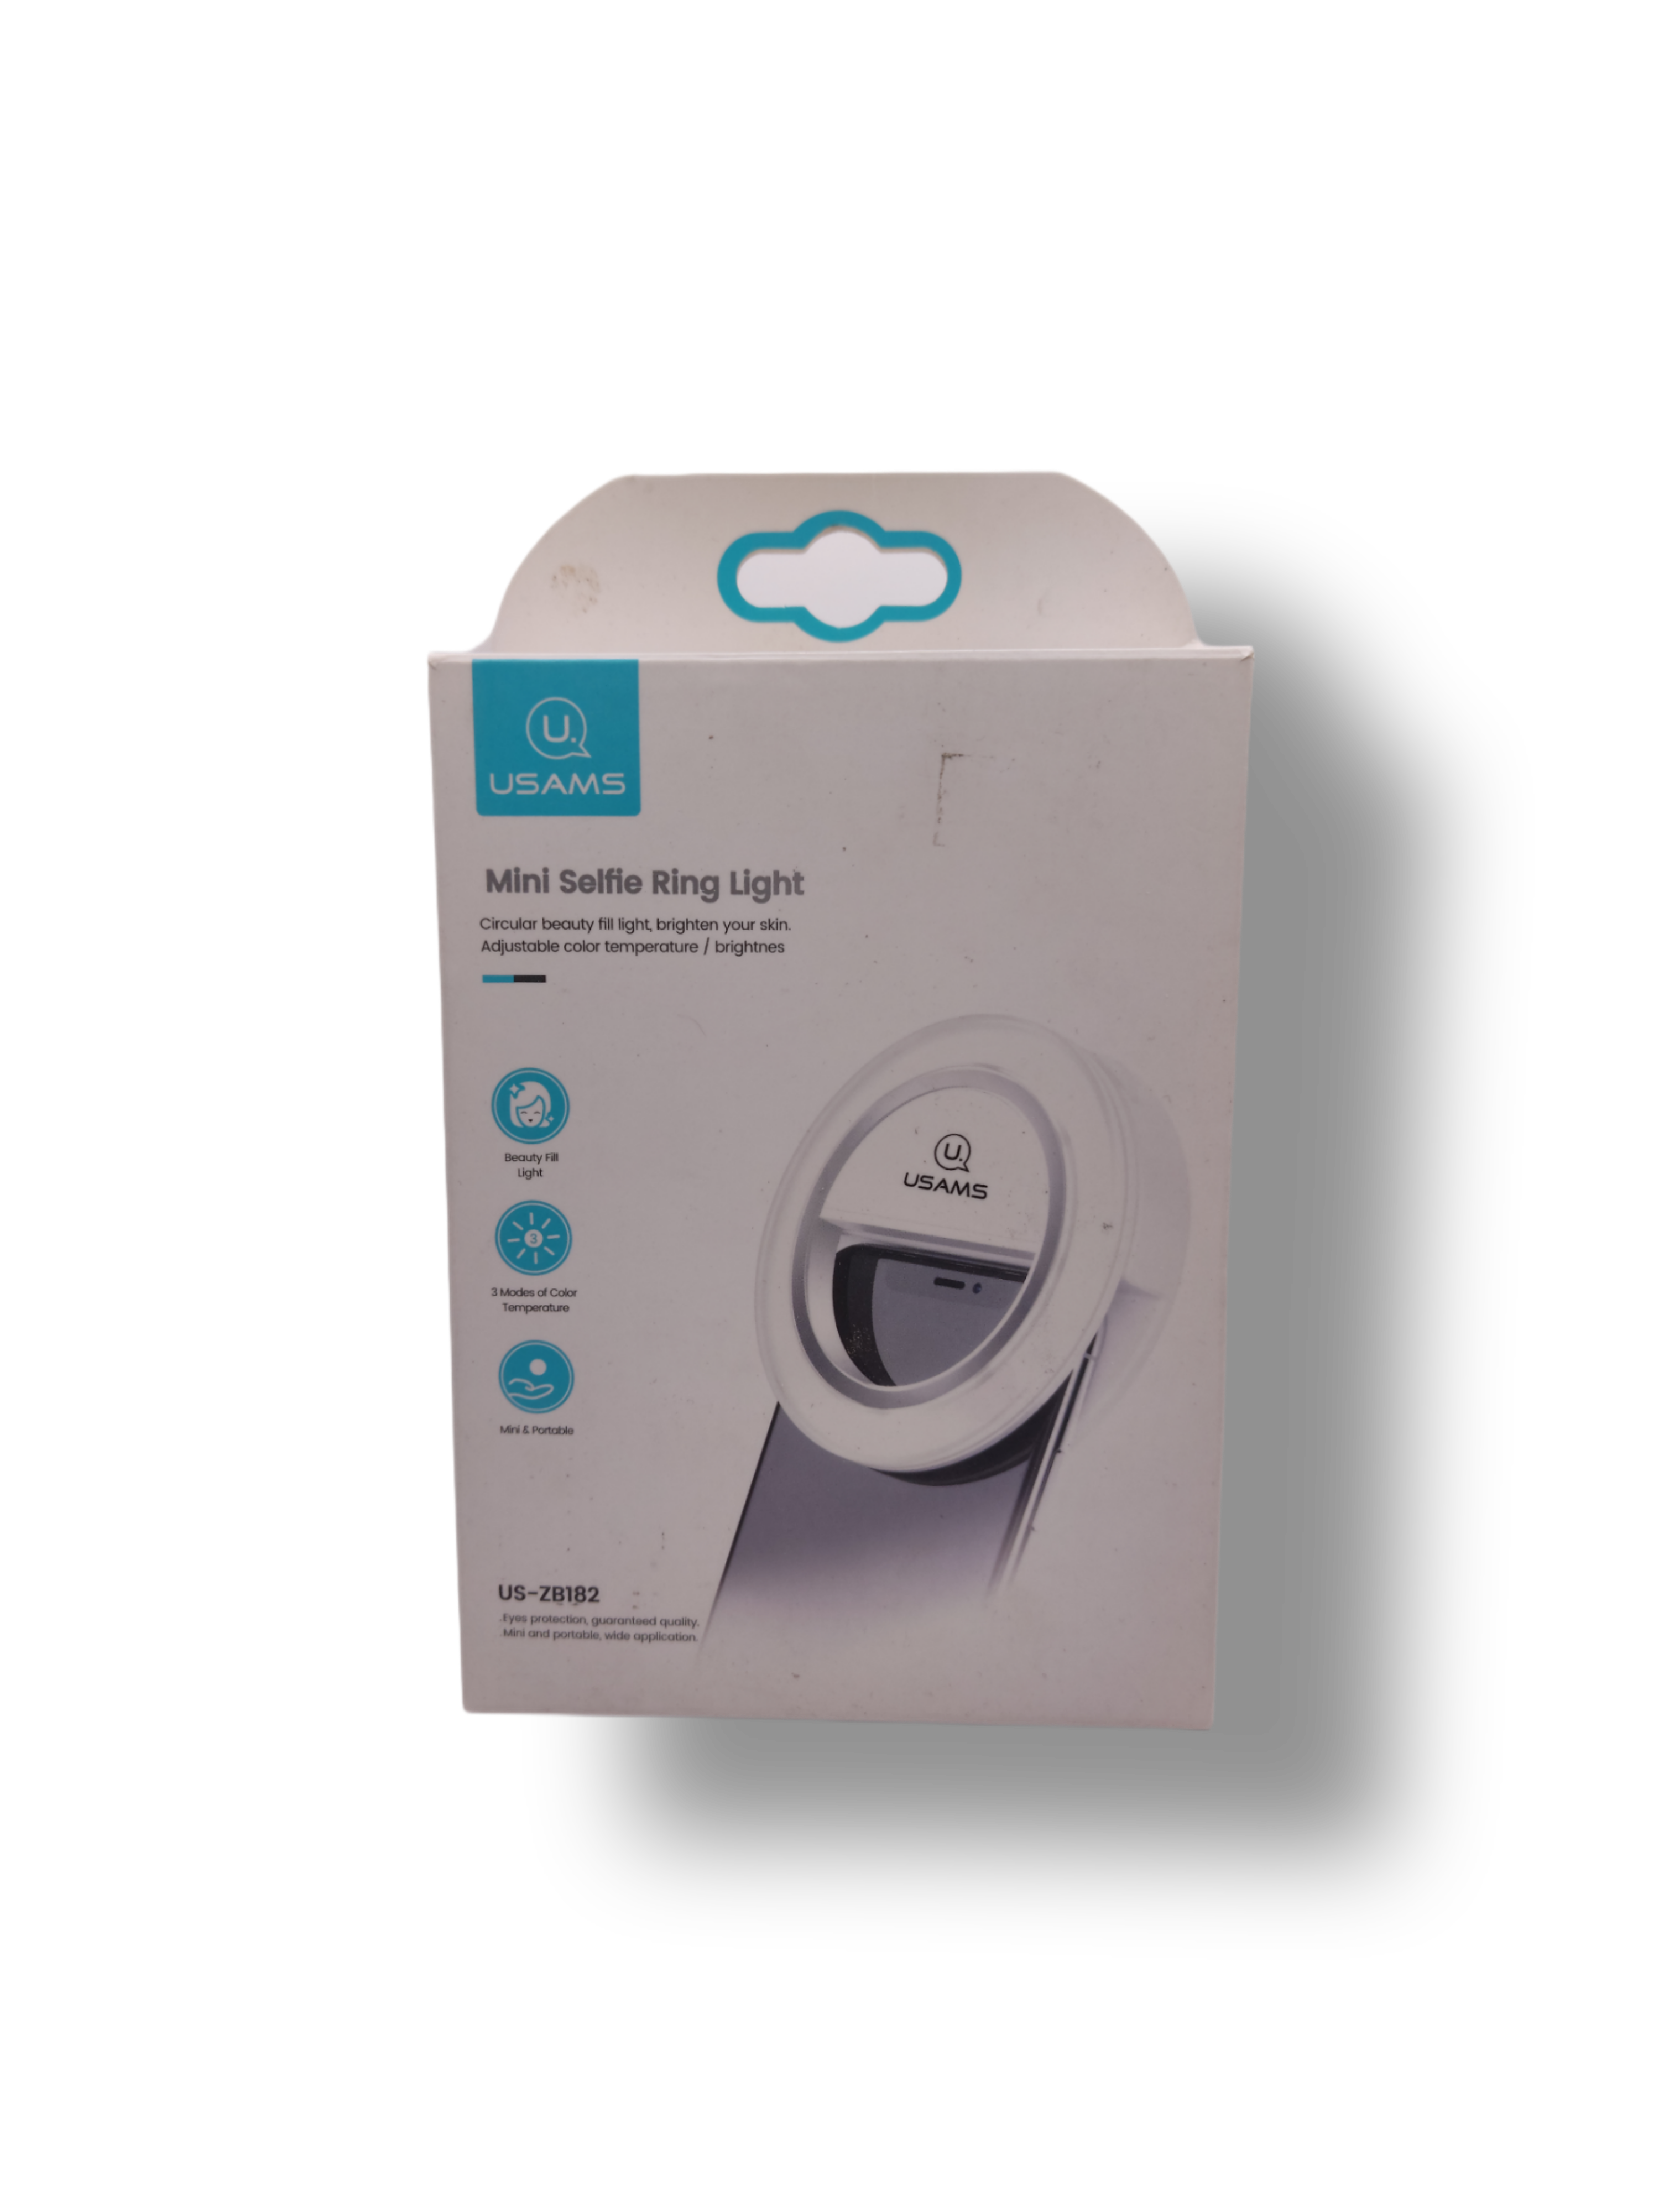 U.
USAMS
Mini Selfie Ring Light
Circular beauty fill light, brighten your skin.
Adjustable color temperature / brightnes
Beauty Fill
Light
3
3 Modes of Color
Temperature
Mini & Portable
U.
USAMS
US-ZB182
.Eyes protection, guaranteed quality.
.Mini and portable, wide application.